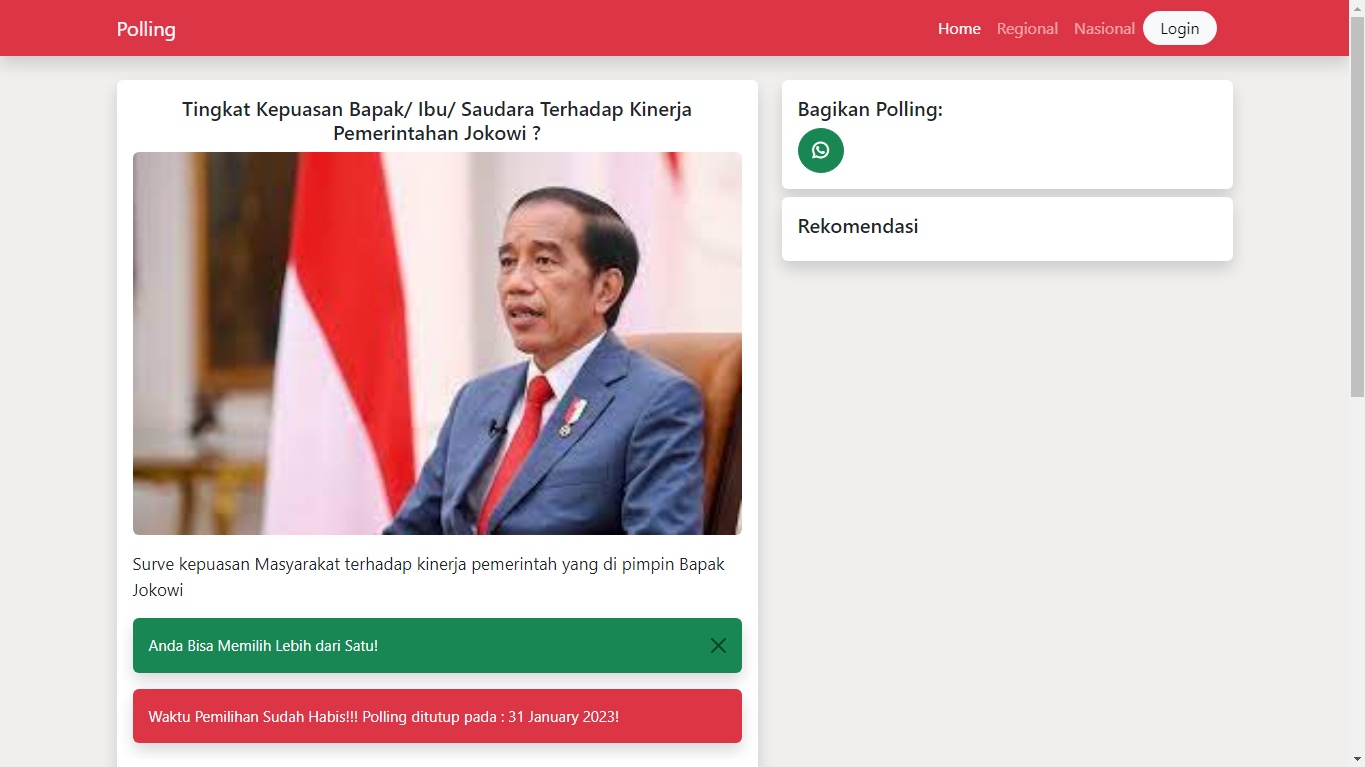 Polling
Home Regional Nasional Login
Tingkat Kepuasan Bapak/ Ibu/ Saudara Terhadap Kinerja
Pemerintahan Jokowi ?
Surve kepuasan Masyarakat terhadap kinerja pemerintah yang di pimpin Bapak
Jokowi
Anda Bisa Memilih Lebih dari Satu!
Waktu Pemilihan Sudah Habis!!! Polling ditutup pada : 31 January 2023!
Bagikan Polling:
Rekomendasi